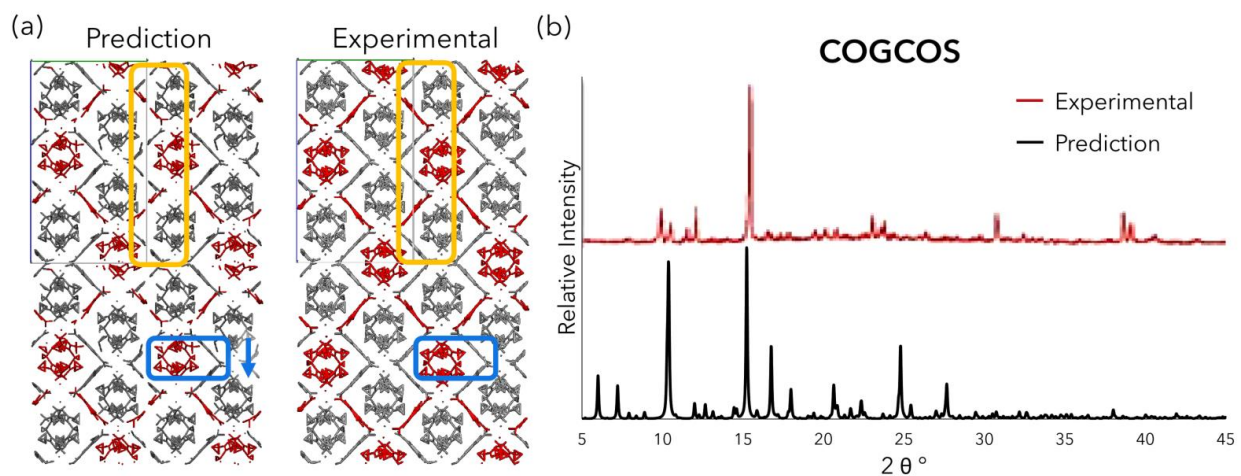 (a)
Prediction
Experimental
(b)
COGCOS
Experimental
Prediction
Relative Intensity
5 10 15 20 25 30 35 40 45
2 θ °